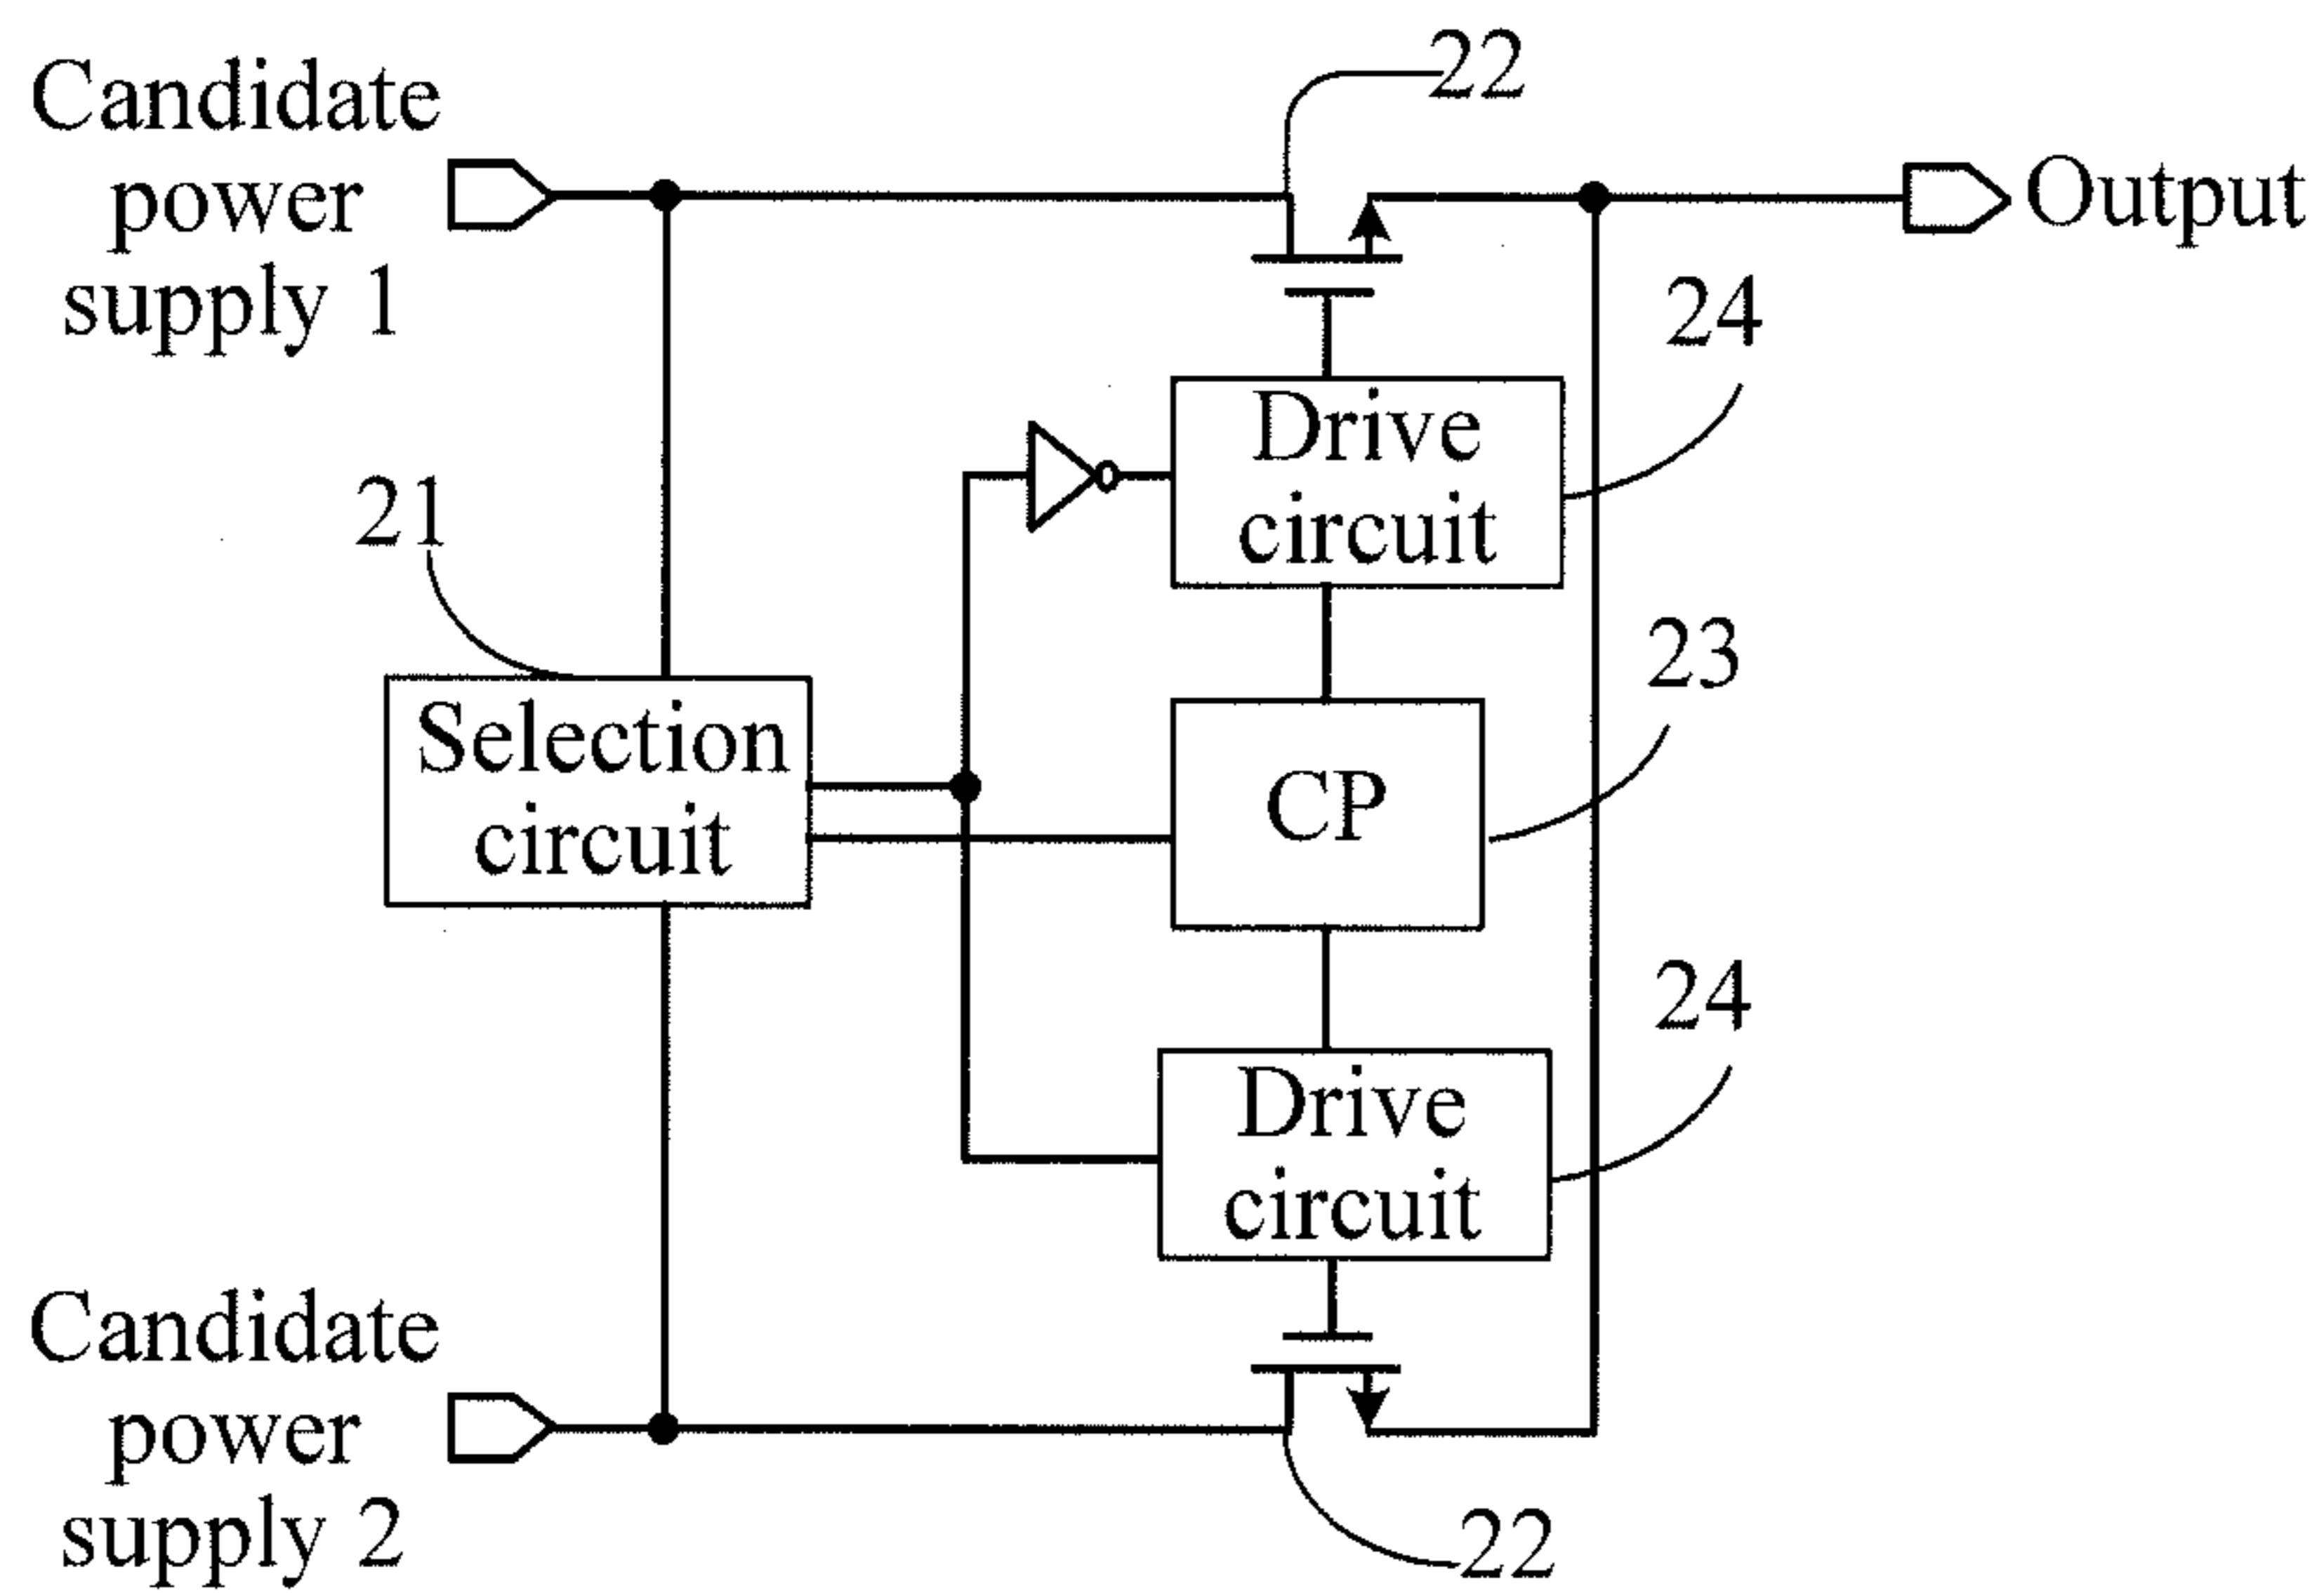 22
Candidate
power
supply 1
Output
24
Drive
circuit
21
23
Selection
circuit
CP
24
Drive
circuit
Candidate
power
supply 2
22